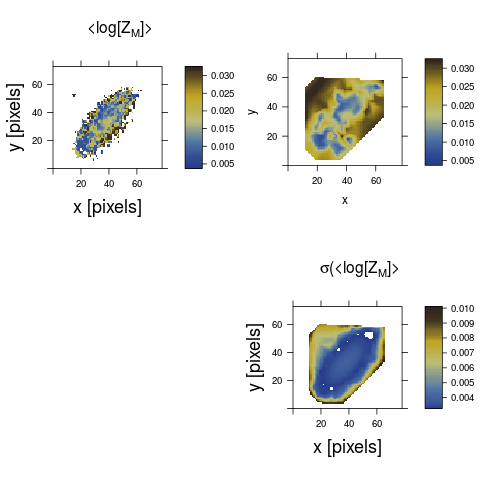 <log[Z_M]>
60
40
20
20 40 60
y [pixels]
x [pixels]
0.030
0.025
0.020
0.015
0.010
0.005
60
40
20
20 40 60
y
x
0.030
0.025
0.020
0.015
0.010
0.005
σ(<log[Z_M]>
60
40
20
20 40 60
y [pixels]
x [pixels]
0.010
0.009
0.008
0.007
0.006
0.005
0.004